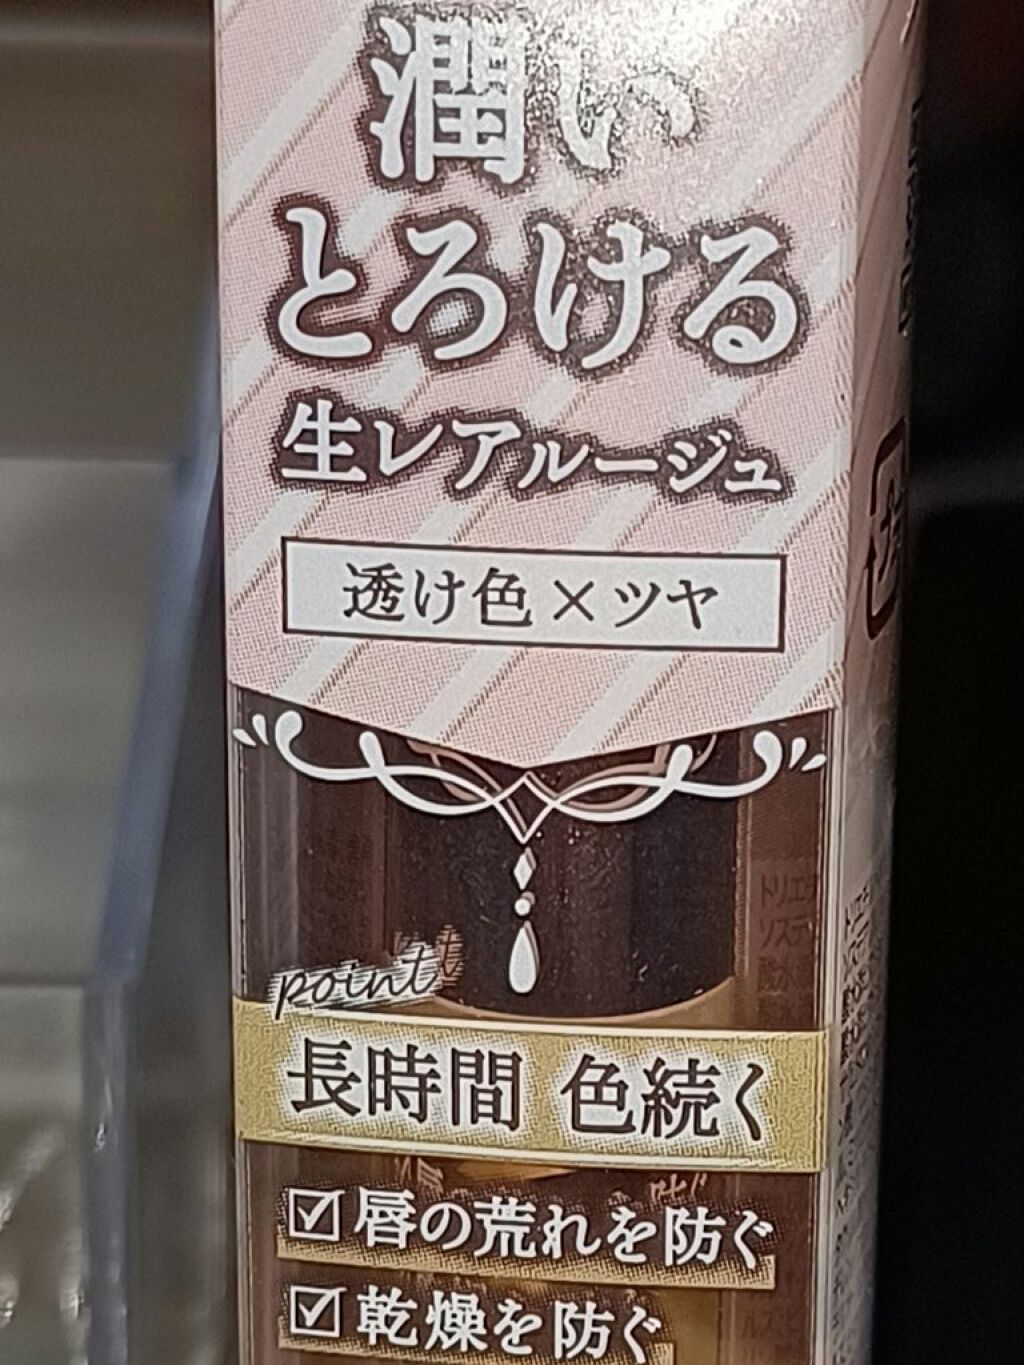 潤い
とろける
生レアルージュ
透け色×ツヤ
point
長時間 色続く
☑唇の荒れを防ぐ
☑乾燥を防ぐ